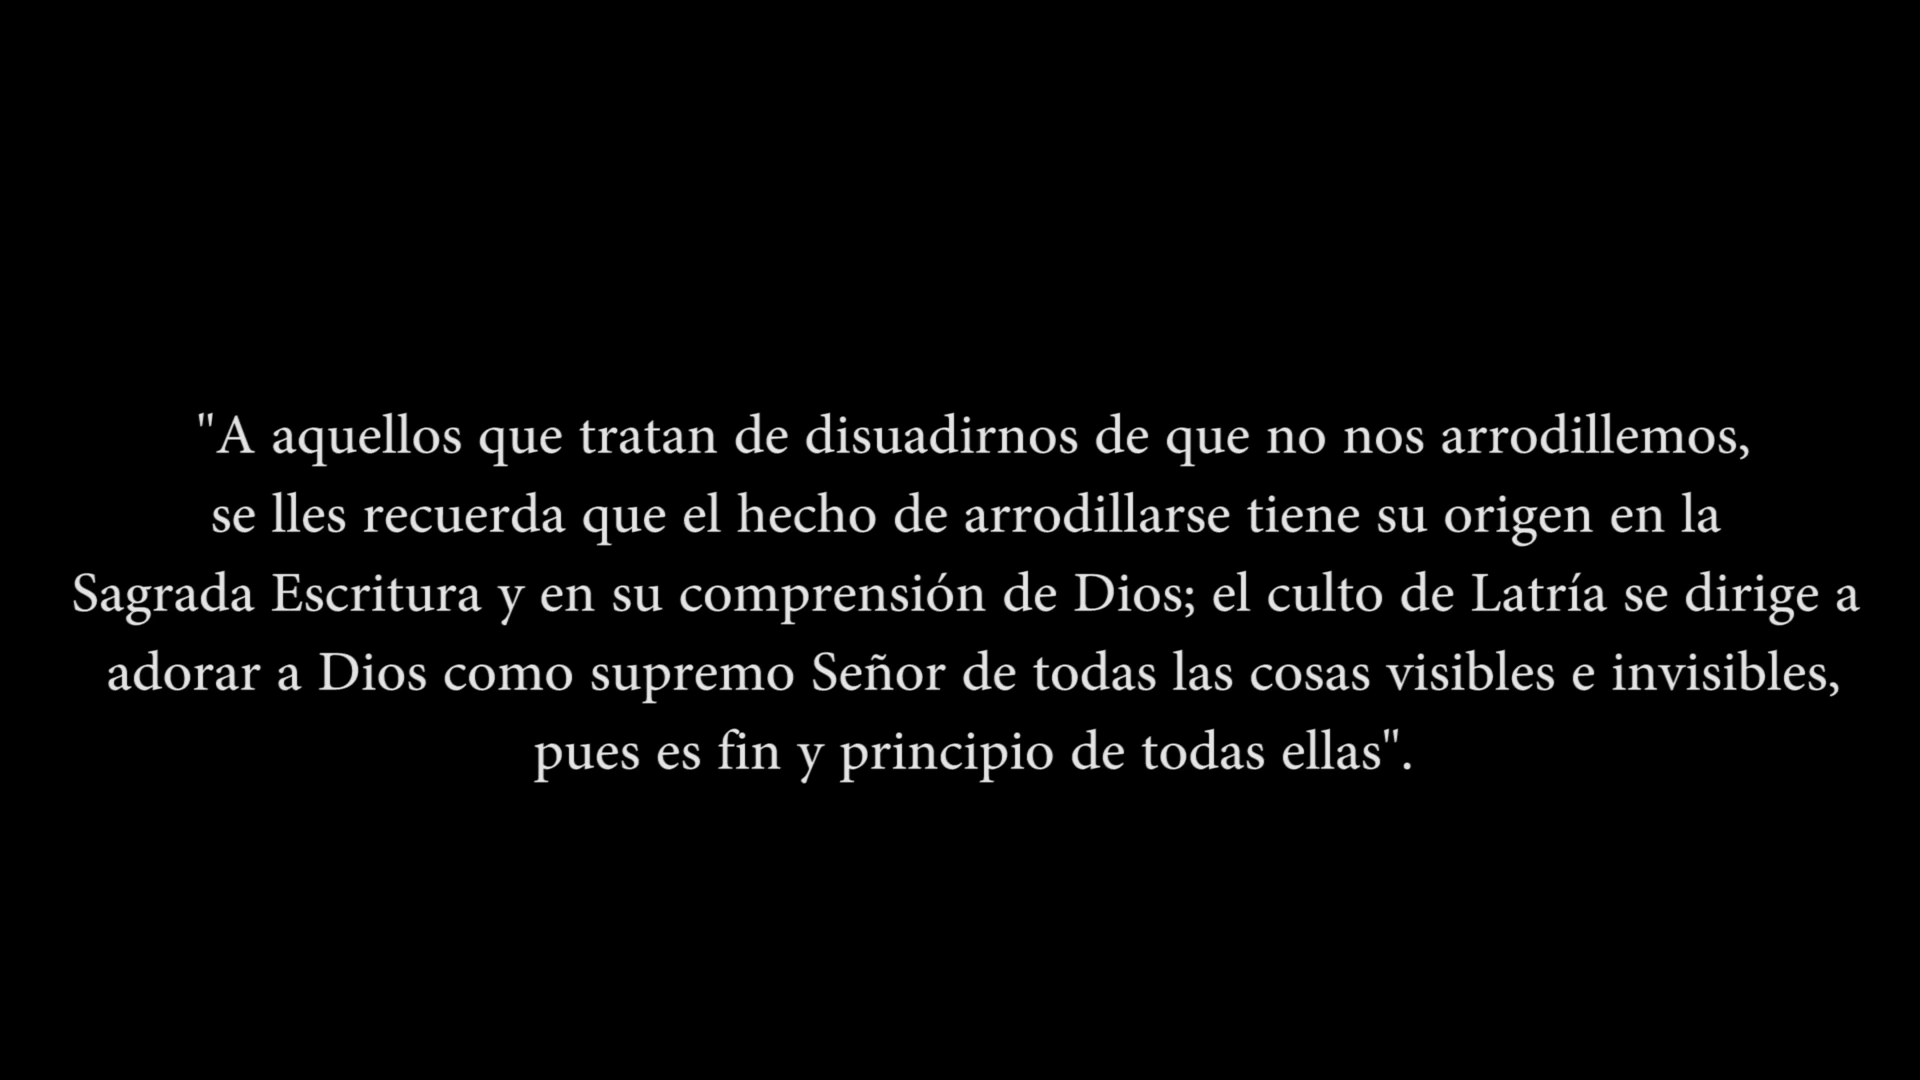 "A aquellos que tratan de disuadirnos de que no nos arrodillemos,
se lles recuerda que el hecho de arrodillarse tiene su origen en la
Sagrada Escritura y en su comprensión de Dios; el culto de Latría se dirige a
adorar a Dios como supremo Señor de todas las cosas visibles e invisibles,
pues es fin y principio de todas ellas".